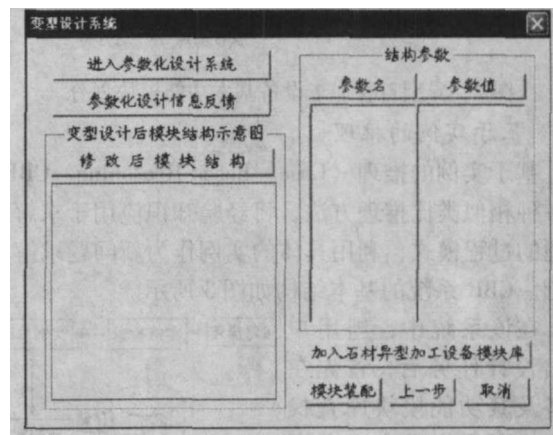 变型设计系统
进入参数化设计系统
参数化设计信息反馈
变型设计后模块结构示意图
修改后模块结构
结构参数
参数名
参数值
加入石材异型加工设备模块库
模块装配
上一步
取消